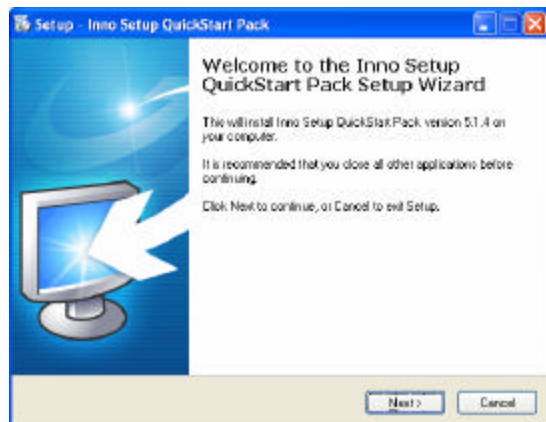 Setup - Inno Setup QuickStart Pack
Welcome to the Inno Setup
QuickStart Pack Setup Wizard
This will install Inno Setup QuickStart Pack version 5.1.4 on
your computer.
It is recommended that you close all other applications before
continuing.
Click Next to continue, or Cancel to exit Setup.
Next >
Cancel